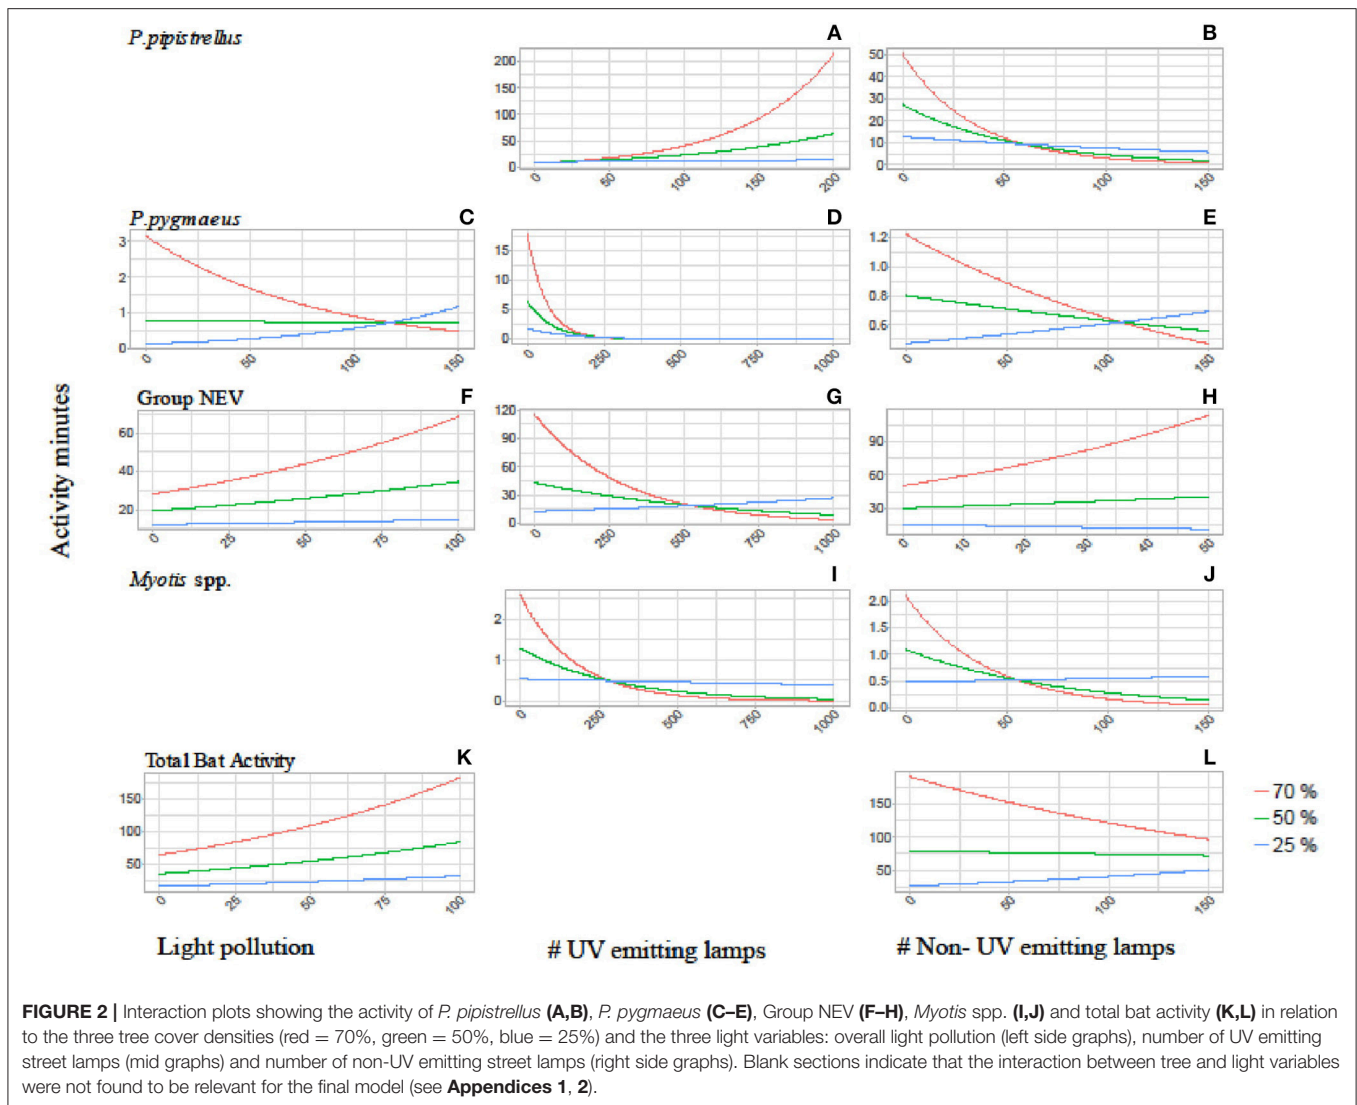 P.pipistrellus
A
200
150
100
50
0
0 50 100 150 200
B
50
40
30
20
10
0
0 50 100 150
P.pygmaeus
C
3
2
1
0
0 50 100 150
D
15
10
5
0
0 250 500 750 1000
E
1.2
1.0
0.8
0.6
0 50 100 150
Activity minutes
Group NEV
F
60
40
20
0 25 50 75 100
G
120
90
60
30
0
0 250 500 750 1000
H
90
60
30
0 10 20 30 40 50
Myotis spp.
I
2
1
0
0 250 500 750 1000
J
2.0
1.5
1.0
0.5
0.0
0 50 100 150
Total Bat Activity
K
150
100
50
0 25 50 75 100
L
150
100
50
0 50 100 150
70 %
50 %
25 %
Light pollution
# UV emitting lamps
# Non- UV emitting lamps
FIGURE 2 | Interaction plots showing the activity of P. pipistrellus (A,B), P. pygmaeus (C–E), Group NEV (F–H), Myotis spp. (I,J) and total bat activity (K,L) in relation
to the three tree cover densities (red = 70%, green = 50%, blue = 25%) and the three light variables: overall light pollution (left side graphs), number of UV emitting
street lamps (mid graphs) and number of non-UV emitting street lamps (right side graphs). Blank sections indicate that the interaction between tree and light variables
were not found to be relevant for the final model (see Appendices 1, 2).